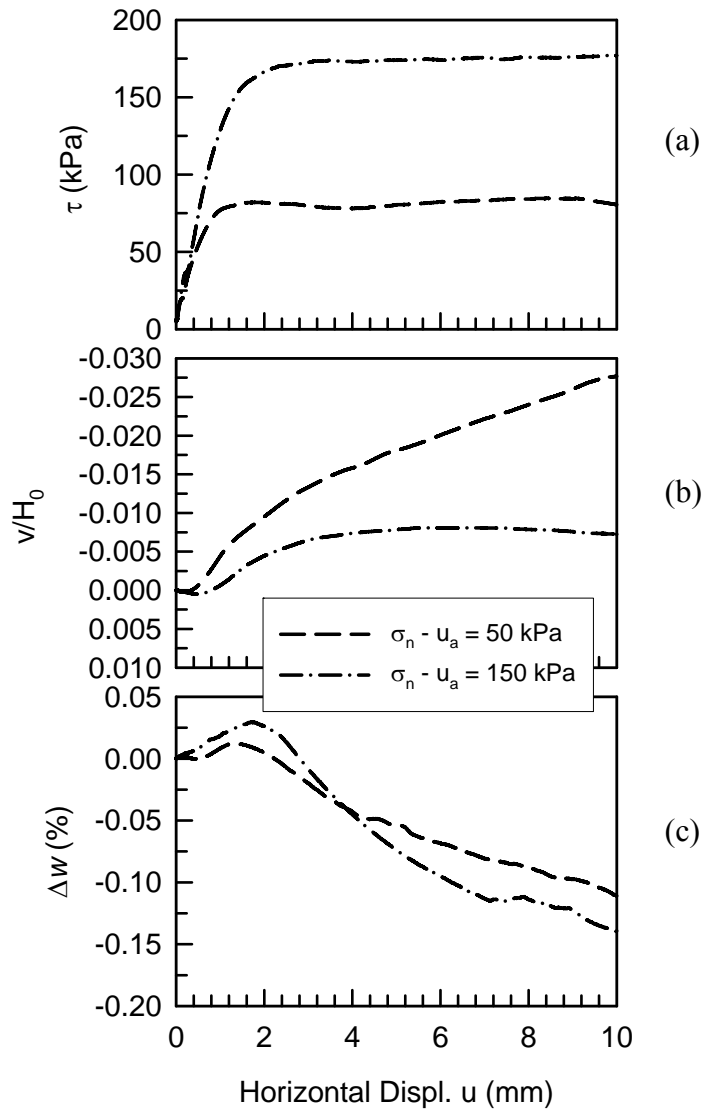 200
150
100
50
0
τ (kPa)
(a)
-0.030
-0.025
-0.020
-0.015
-0.010
-0.005
0.000
0.005
0.010
v/H₀
(b)
σₙ - uₐ = 50 kPa
σₙ - uₐ = 150 kPa
0.05
0.00
-0.05
-0.10
-0.15
-0.20
Δw (%)
(c)
0 2 4 6 8 10
Horizontal Displ. u (mm)